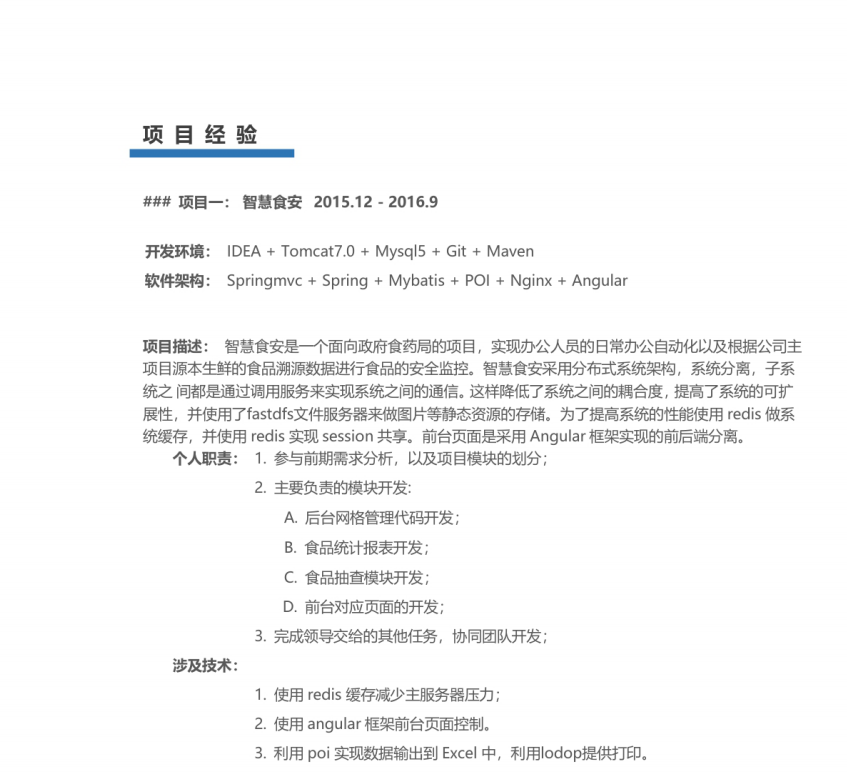 项目经验
### 项目一： 智慧食安 2015.12 - 2016.9
开发环境： IDEA + Tomcat7.0 + Mysql5 + Git + Maven
软件架构： Springmvc + Spring + Mybatis + POI + Nginx + Angular
项目描述： 智慧食安是一个面向政府食药局的项目，实现办公人员的日常办公自动化以及根据公司主
项目源本生鲜的食品溯源数据进行食品的安全监控。智慧食安采用分布式系统架构，系统分离，子系
统之 间都是通过调用服务来实现系统之间的通信。这样降低了系统之间的耦合度，提高了系统的可扩
展性，并使用了fastdfs文件服务器来做图片等静态资源的存储。为了提高系统的性能使用 redis 做系
统缓存，并使用 redis 实现 session 共享。前台页面是采用 Angular 框架实现的前后端分离。
个人职责： 1. 参与前期需求分析，以及项目模块的划分；
2. 主要负责的模块开发:
A. 后台网格管理代码开发；
B. 食品统计报表开发；
C. 食品抽查模块开发；
D. 前台对应页面的开发；
3. 完成领导交给的其他任务，协同团队开发；
涉及技术：
1. 使用 redis 缓存减少主服务器压力；
2. 使用 angular 框架前台页面控制。
3. 利用 poi 实现数据输出到 Excel 中，利用lodop提供打印。